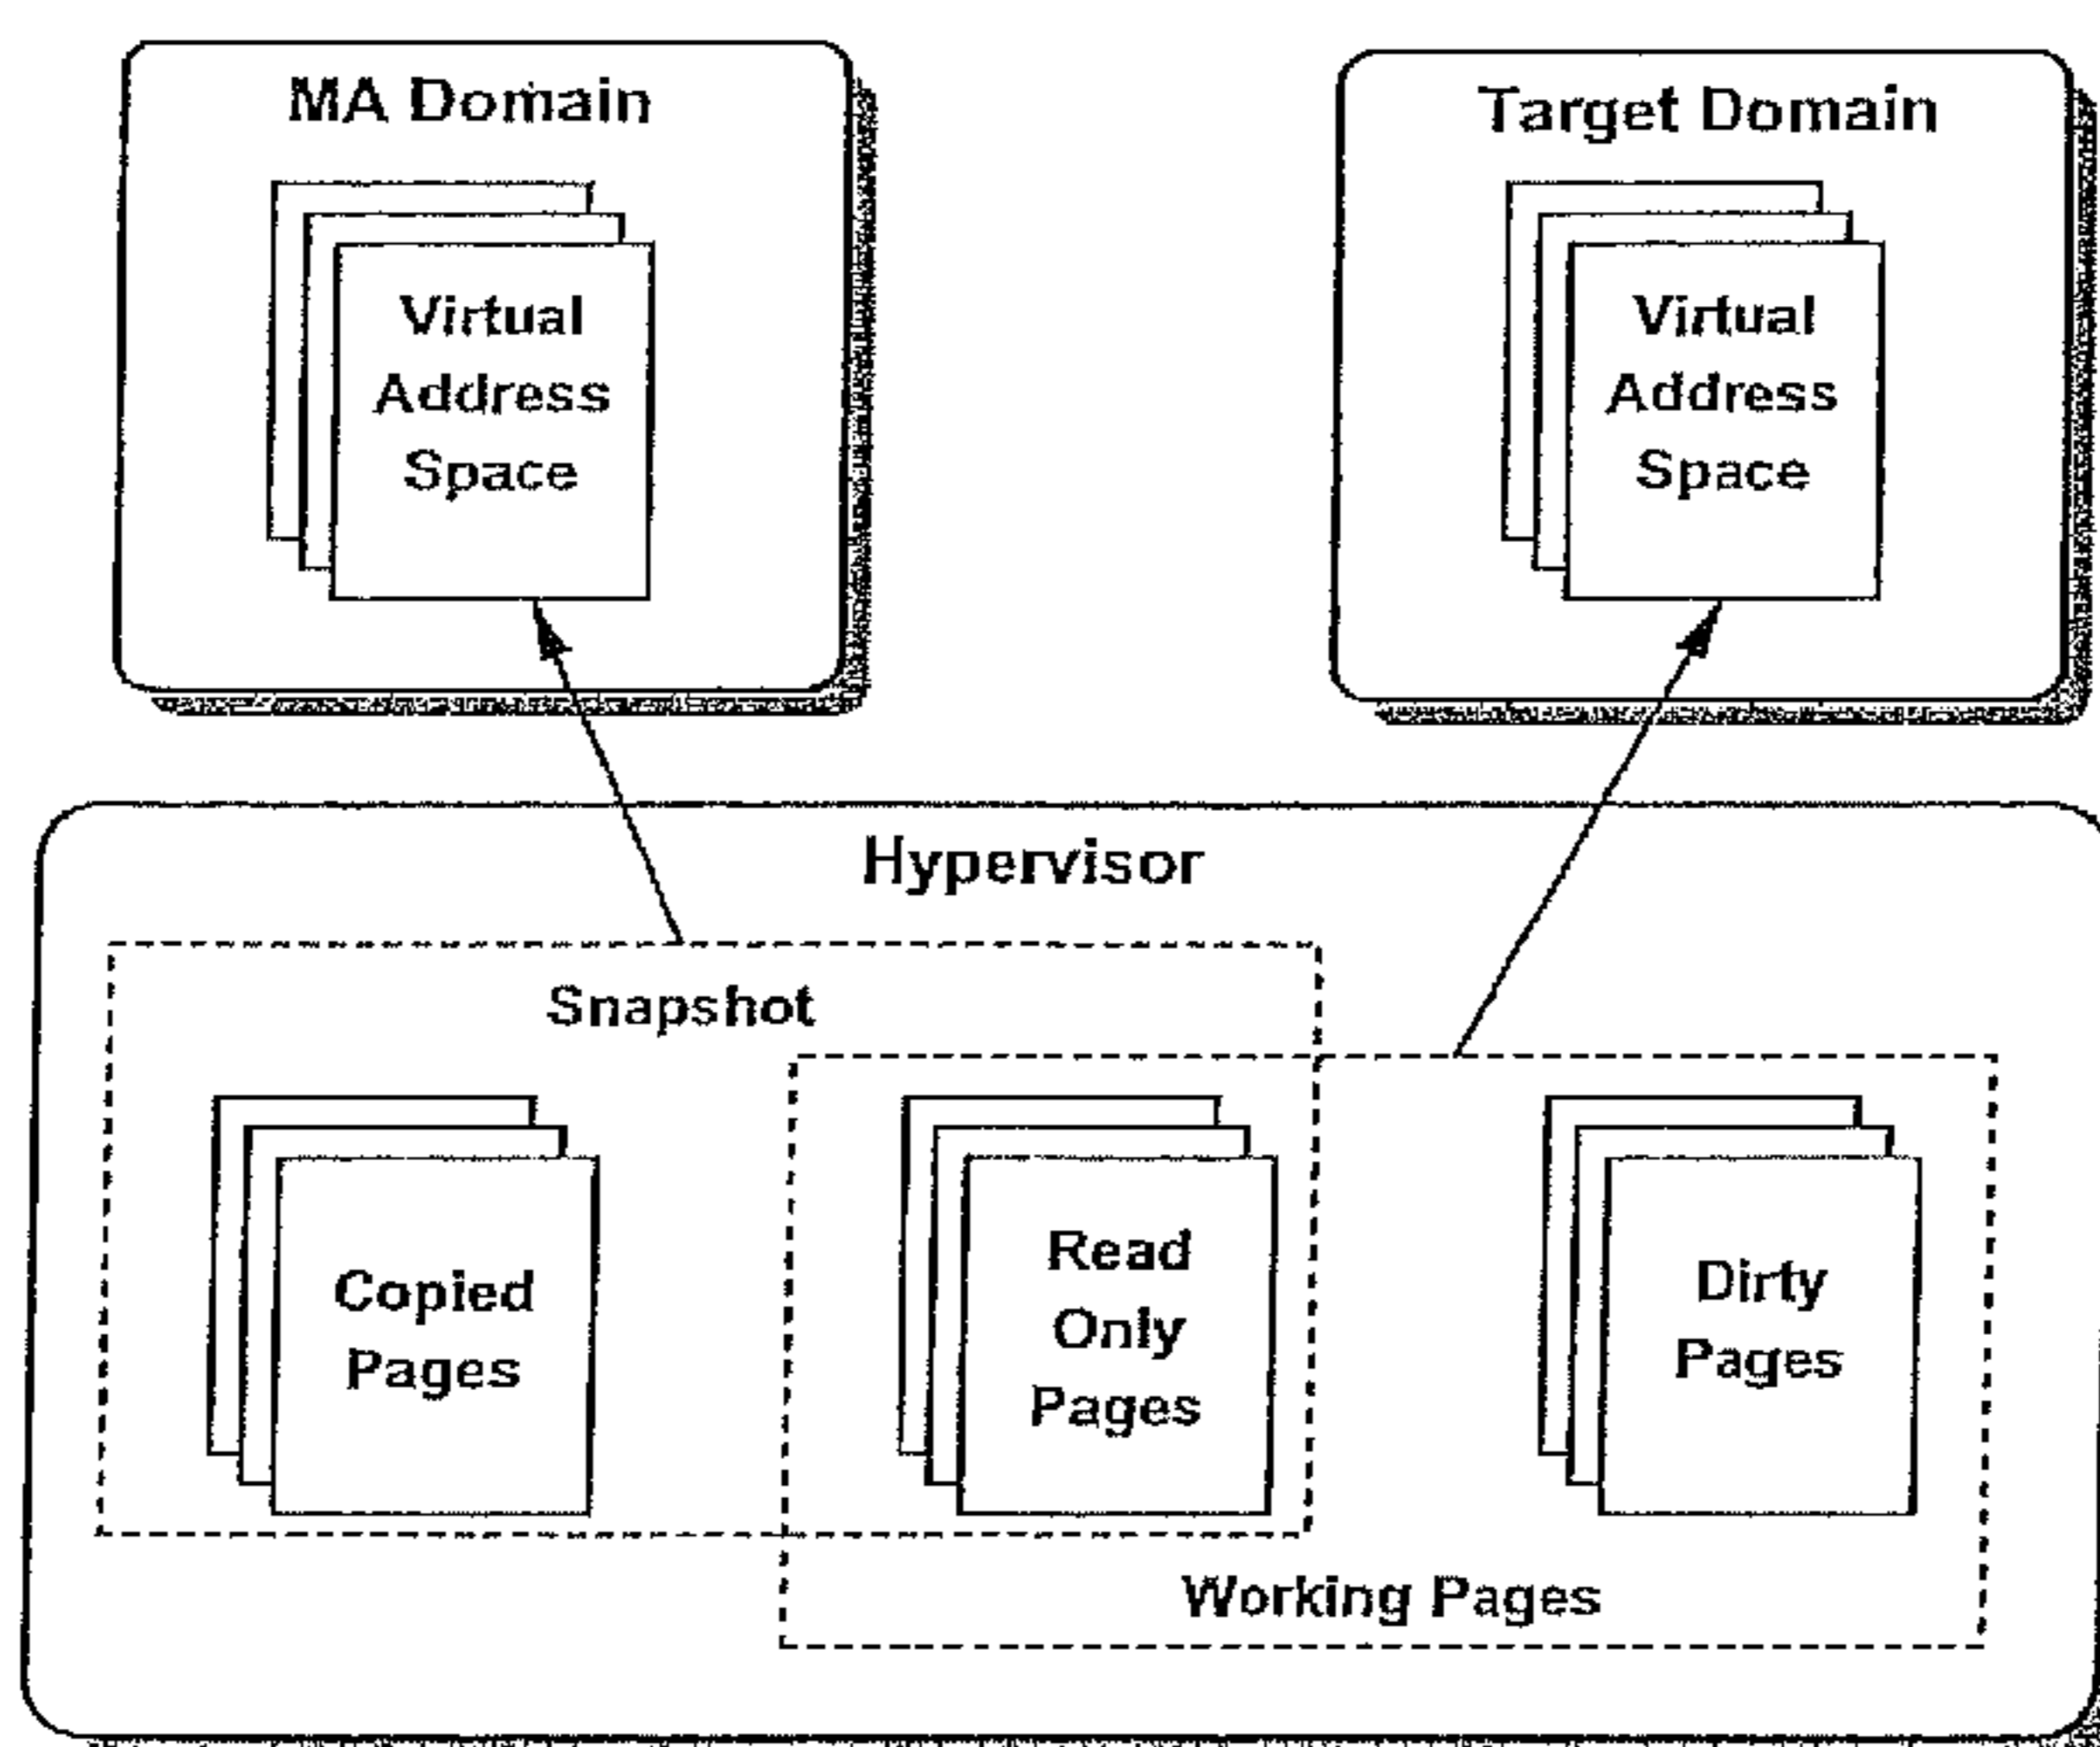 MA Domain
Target Domain
Virtual
Address
Space
Virtual
Address
Space
Hypervisor
Snapshot
Copied
Pages
Read
Only
Pages
Dirty
Pages
Working Pages